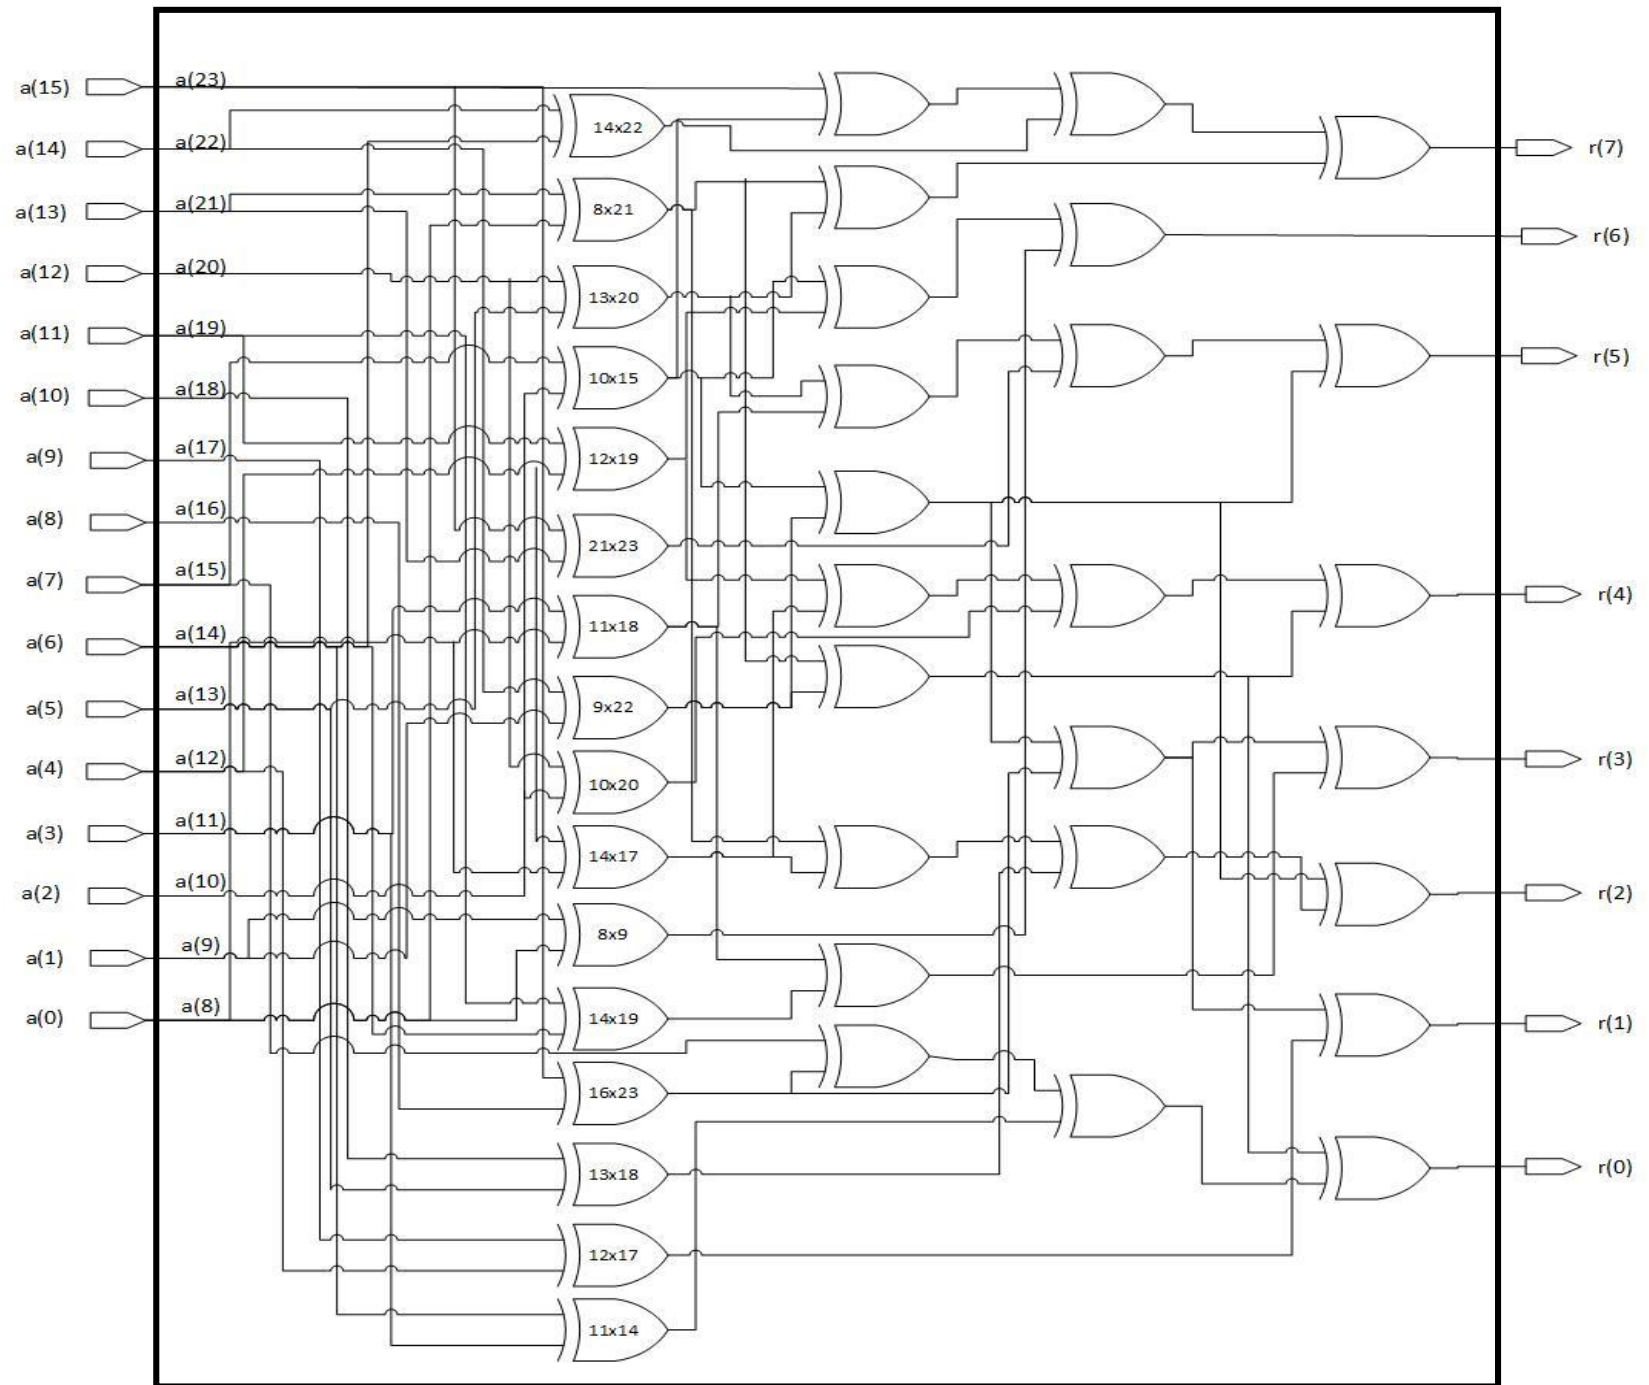 a(15) a(23)
14x22
a(14) a(22) r(7)
a(13) a(21) 8x21
r(6)
a(12) a(20)
13x20
a(11) a(19)
r(5)
10x15
a(10) a(18)
a(9) a(17) 12x19
a(8) a(16)
21x23
a(7) a(15)
r(4)
11x18
a(6) a(14)
a(5) a(13) 9x22
a(4) a(12) r(3)
10x20
a(3) a(11)
14x17
a(2) a(10) r(2)
8x9
a(1) a(9)
a(0) a(8) 14x19 r(1)
16x23
13x18 r(0)
12x17
11x14